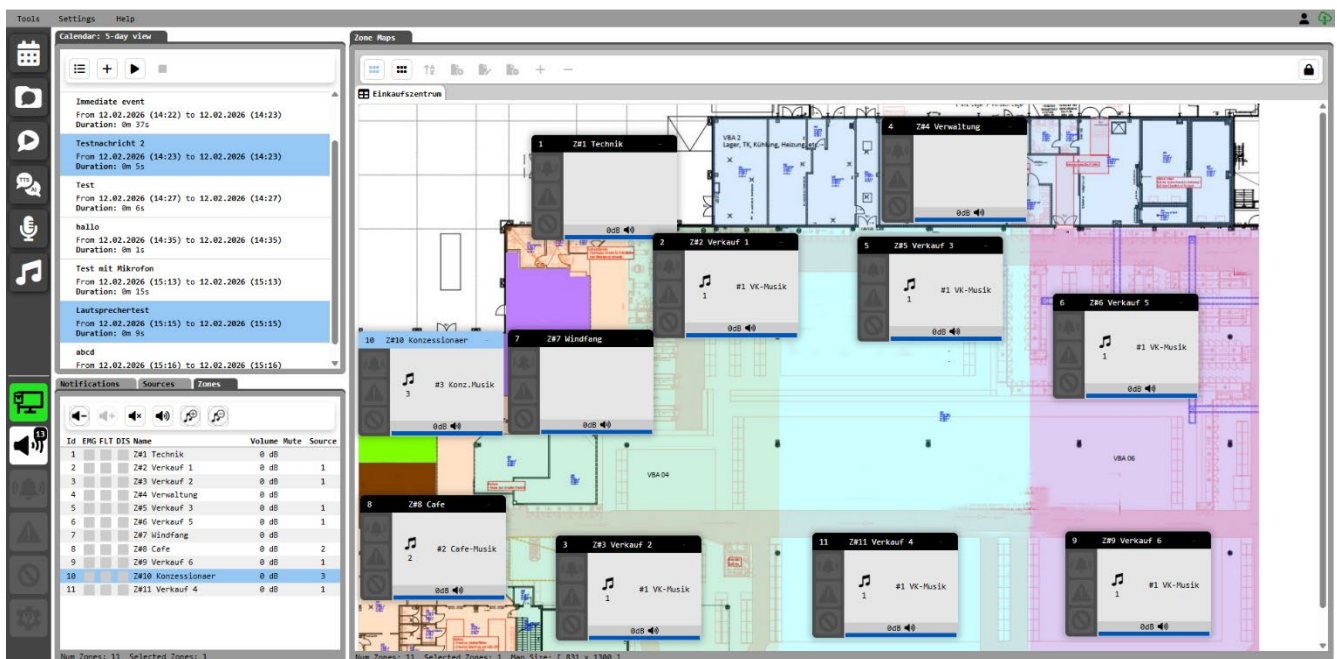 Tools Settings Help
Calendar: 5-day view
Immediate event
From 12.02.2026 (14:22) to 12.02.2026 (14:23)
Duration: 0m 37s
Testnachricht 2
From 12.02.2026 (14:23) to 12.02.2026 (14:23)
Duration: 0m 5s
Test
From 12.02.2026 (14:27) to 12.02.2026 (14:27)
Duration: 0m 6s
hallo
From 12.02.2026 (14:35) to 12.02.2026 (14:35)
Duration: 0m 1s
Test mit Mikrofon
From 12.02.2026 (15:13) to 12.02.2026 (15:13)
Duration: 0m 15s
Lautsprechertest
From 12.02.2026 (15:15) to 12.02.2026 (15:15)
Duration: 0m 9s
abcd
From 12.02.2026 (15:16) to 12.02.2026 (15:16)
TTS
AI
13
Notifications Sources Zones
Id EMG FLT DIS Name Volume Mute Source
1 Z#1 Technik 0 dB
2 Z#2 Verkauf 1 0 dB 1
3 Z#3 Verkauf 2 0 dB 1
4 Z#4 Verwaltung 0 dB
5 Z#5 Verkauf 3 0 dB 1
6 Z#6 Verkauf 5 0 dB 1
7 Z#7 Windfang 0 dB
8 Z#8 Cafe 0 dB 2
9 Z#9 Verkauf 6 0 dB 1
10 Z#10 Konzessionaer 0 dB 3
11 Z#11 Verkauf 4 0 dB 1
Num Zones: 11 Selected Zones: 1
Zone Maps
Einkaufszentrum
VBA 2
Lager, TK, Kühlung, Heizung, etc.
1 Z#1 Technik -
0dB
4 Z#4 Verwaltung -
0dB
2 Z#2 Verkauf 1 -
1 #1 VK-Musik
0dB
5 Z#5 Verkauf 3 -
1 #1 VK-Musik
0dB
6 Z#6 Verkauf 5 -
1 #1 VK-Musik
0dB
10 Z#10 Konzessionaer -
3 #3 Konz.Musik
0dB
7 Z#7 Windfang -
0dB
VBA 04
VBA 06
8 Z#8 Cafe -
2 #2 Cafe-Musik
0dB
3 Z#3 Verkauf 2 -
1 #1 VK-Musik
0dB
11 Z#11 Verkauf 4 -
1 #1 VK-Musik
0dB
9 Z#9 Verkauf 6 -
1 #1 VK-Musik
0dB
Num Zones: 11 Selected Zones: 1 Map Size: [ 831 x 1300 ]